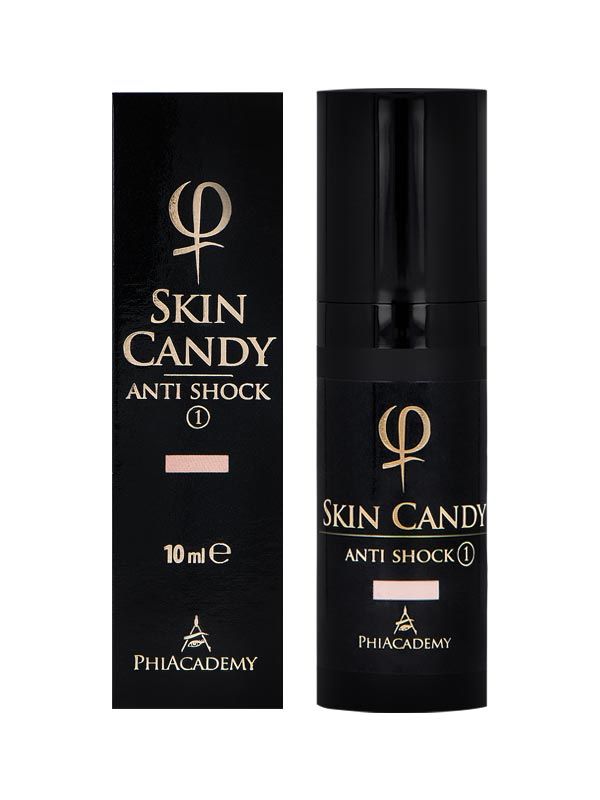 φ
SKIN
CANDY
ANTI SHOCK
①
10 ml ℮
PHIACADEMY
φ
SKIN CANDY
ANTI SHOCK ①
PHIACADEMY